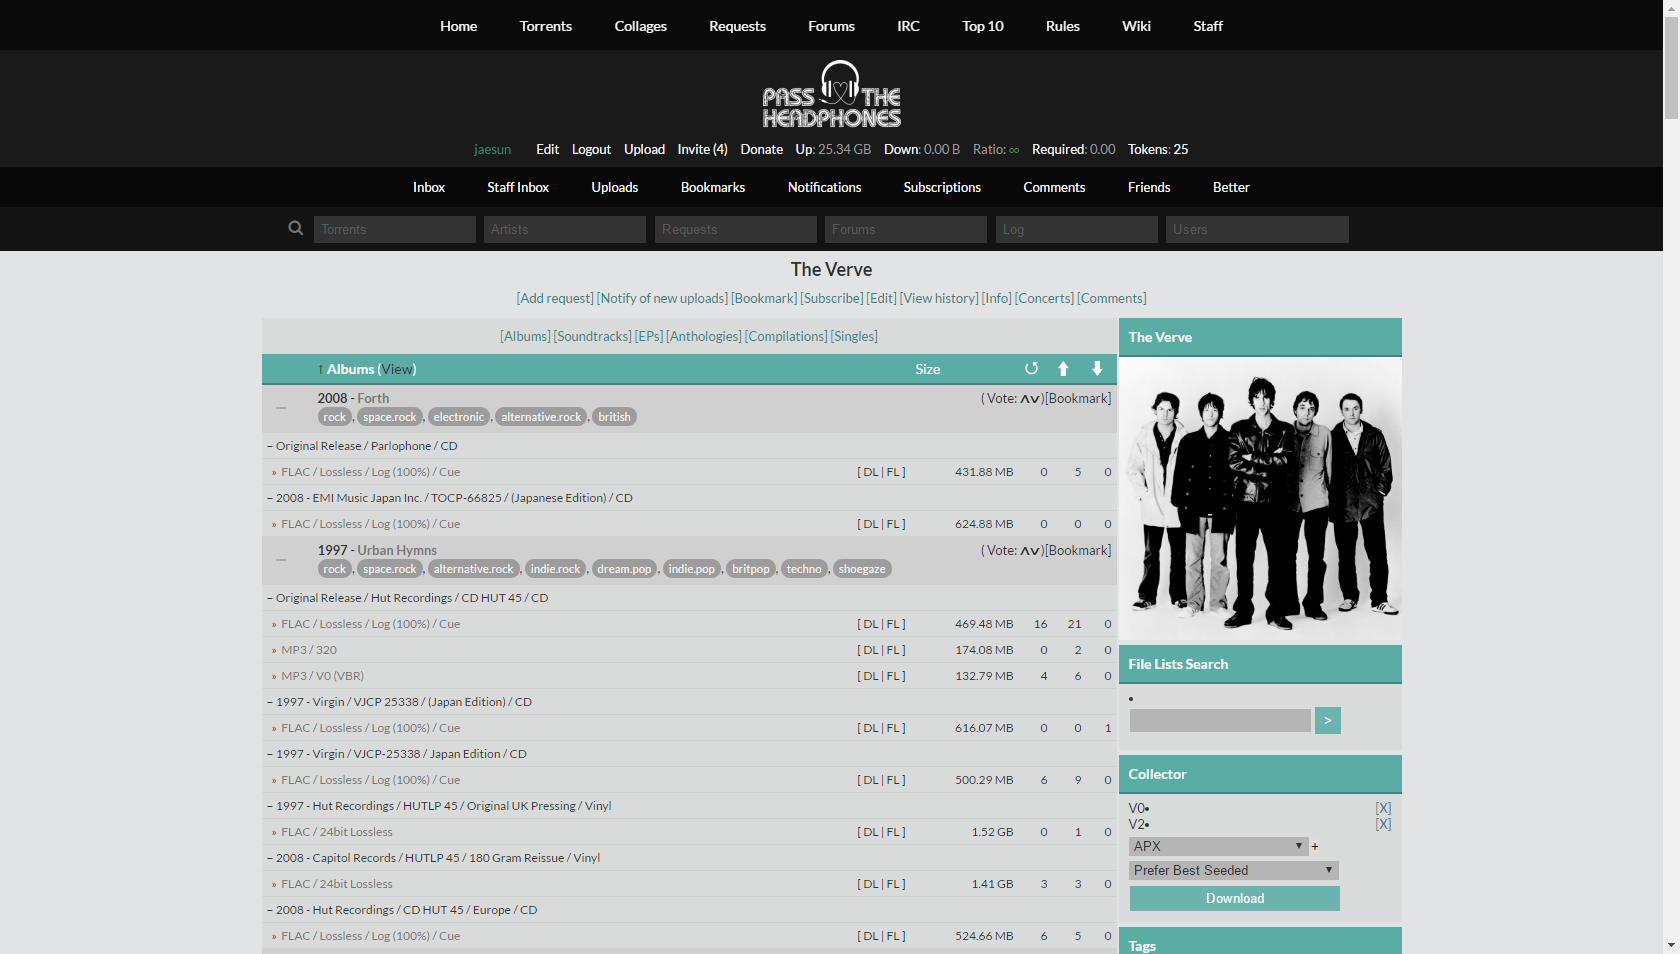 Home Torrents Collages Requests Forums IRC Top 10 Rules Wiki Staff
PASS THE
HEADPHONES
jaesun Edit Logout Upload Invite (4) Donate Up: 25.34 GB Down: 0.00 B Ratio: ∞ Required: 0.00 Tokens: 25
Inbox Staff Inbox Uploads Bookmarks Notifications Subscriptions Comments Friends Better
Torrents Artists Requests Forums Log Users
The Verve
[Add request] [Notify of new uploads] [Bookmark] [Subscribe] [Edit] [View history] [Info] [Concerts] [Comments]
[Albums] [Soundtracks] [EPs] [Anthologies] [Compilations] [Singles]
↑ Albums (View) Size
2008 - Forth ( Vote: ʌv )[Bookmark]
rock, space.rock, electronic, alternative.rock, british
– Original Release / Parlophone / CD
» FLAC / Lossless / Log (100%) / Cue [ DL | FL ] 431.88 MB 0 5 0
– 2008 - EMI Music Japan Inc. / TOCP-66825 / (Japanese Edition) / CD
» FLAC / Lossless / Log (100%) / Cue [ DL | FL ] 624.88 MB 0 0 0
1997 - Urban Hymns ( Vote: ʌv )[Bookmark]
rock, space.rock, alternative.rock, indie.rock, dream.pop, indie.pop, britpop, techno, shoegaze
– Original Release / Hut Recordings / CD HUT 45 / CD
» FLAC / Lossless / Log (100%) / Cue [ DL | FL ] 469.48 MB 16 21 0
» MP3 / 320 [ DL | FL ] 174.08 MB 0 2 0
» MP3 / V0 (VBR) [ DL | FL ] 132.79 MB 4 6 0
– 1997 - Virgin / VJCP 25338 / (Japan Edition) / CD
» FLAC / Lossless / Log (100%) / Cue [ DL | FL ] 616.07 MB 0 0 1
– 1997 - Virgin / VJCP-25338 / Japan Edition / CD
» FLAC / Lossless / Log (100%) / Cue [ DL | FL ] 500.29 MB 6 9 0
– 1997 - Hut Recordings / HUTLP 45 / Original UK Pressing / Vinyl
» FLAC / 24bit Lossless [ DL | FL ] 1.52 GB 0 1 0
– 2008 - Capitol Records / HUTLP 45 / 180 Gram Reissue / Vinyl
» FLAC / 24bit Lossless [ DL | FL ] 1.41 GB 3 3 0
– 2008 - Hut Recordings / CD HUT 45 / Europe / CD
» FLAC / Lossless / Log (100%) / Cue [ DL | FL ] 524.66 MB 6 5 0
The Verve
File Lists Search
•
>
Collector
V0• [X]
V2• [X]
APX +
Prefer Best Seeded
Download
Tags